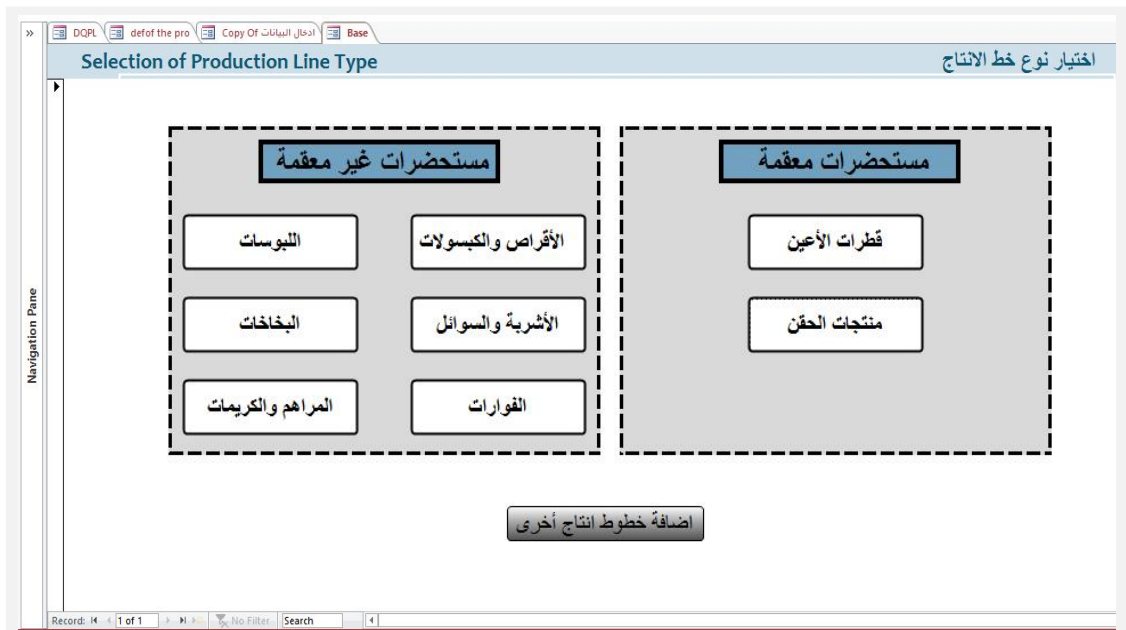 DQPL
defof the pro
Copy Of ادخال البيانات
Base
Selection of Production Line Type
اختيار نوع خط الانتاج
مستحضرات غير معقمة
مستحضرات معقمة
اللبوسات
الأقراص والكبسولات
قطرات الأعين
البخاخات
الأشربة والسوائل
منتجات الحقن
المراهم والكريمات
الفوارات
اضافة خطوط انتاج أخرى
Navigation Pane
Record: 1 of 1 No Filter Search